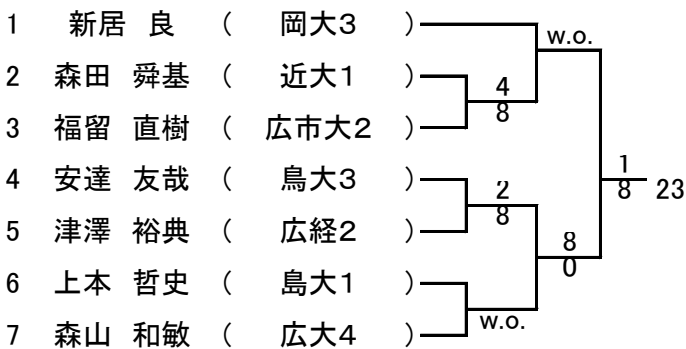 1 新居 良 ( 岡大3 )
w.o.
2 森田 舜基 ( 近大1 )
4
8
3 福留 直樹 ( 広市大2 )
4 安達 友哉 ( 鳥大3 )
1
8 23
2
8
5 津澤 裕典 ( 広経2 )
8
0
6 上本 哲史 ( 島大1 )
w.o.
7 森山 和敏 ( 広大4 )